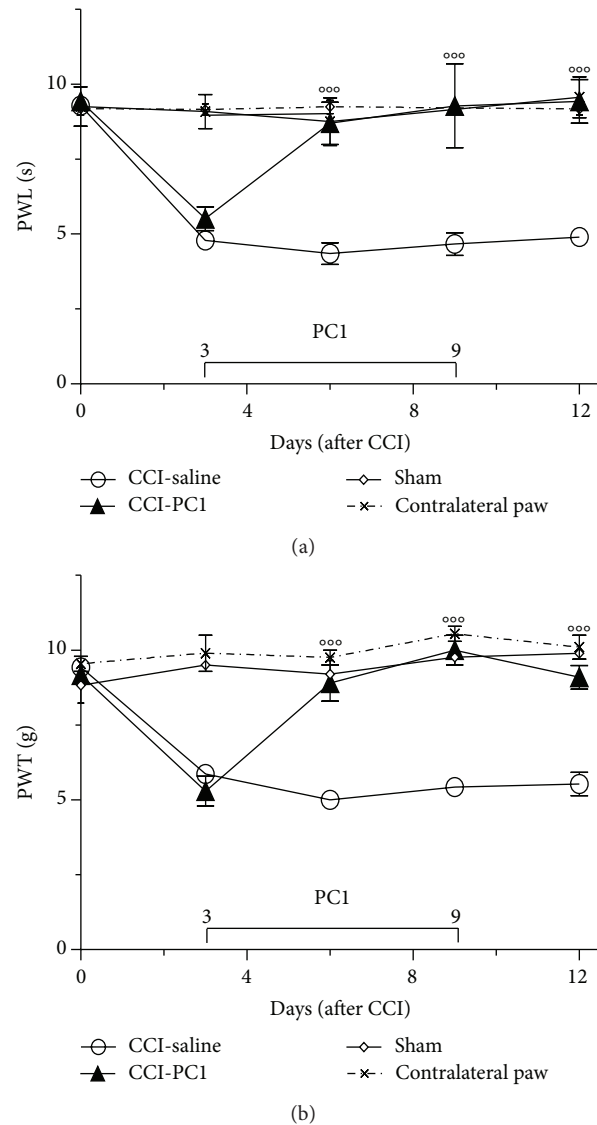 10
5
0
PWL (s)
°°°
°°°
°°°
PC1
3
9
0
4
8
12
Days (after CCI)
CCI-saline
Sham
CCI-PC1
Contralateral paw
(a)
10
5
0
PWT (g)
°°°
°°°
°°°
PC1
3
9
0
4
8
12
Days (after CCI)
CCI-saline
Sham
CCI-PC1
Contralateral paw
(b)